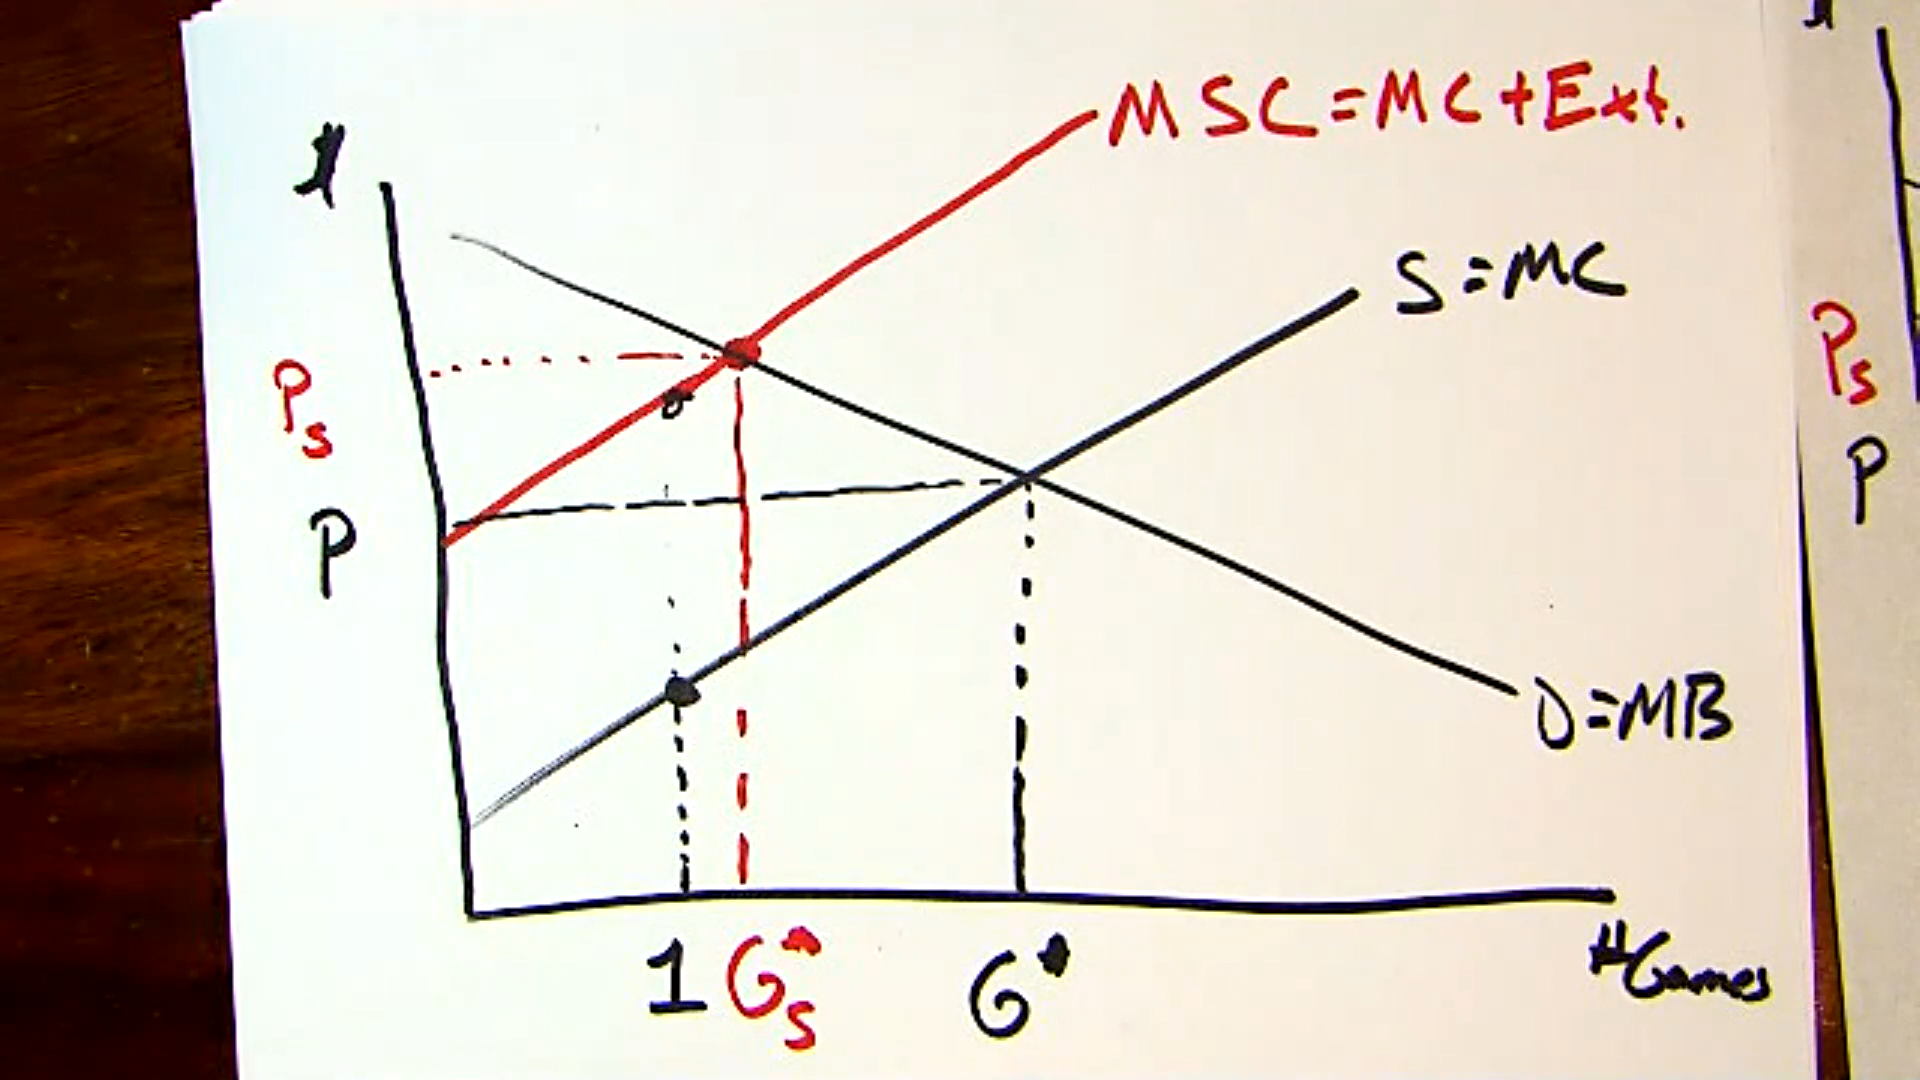 MSC=MC+Ext.
$
S=MC
Ps
P
D=MB
1 Gs* G*
#Games
Ps
P